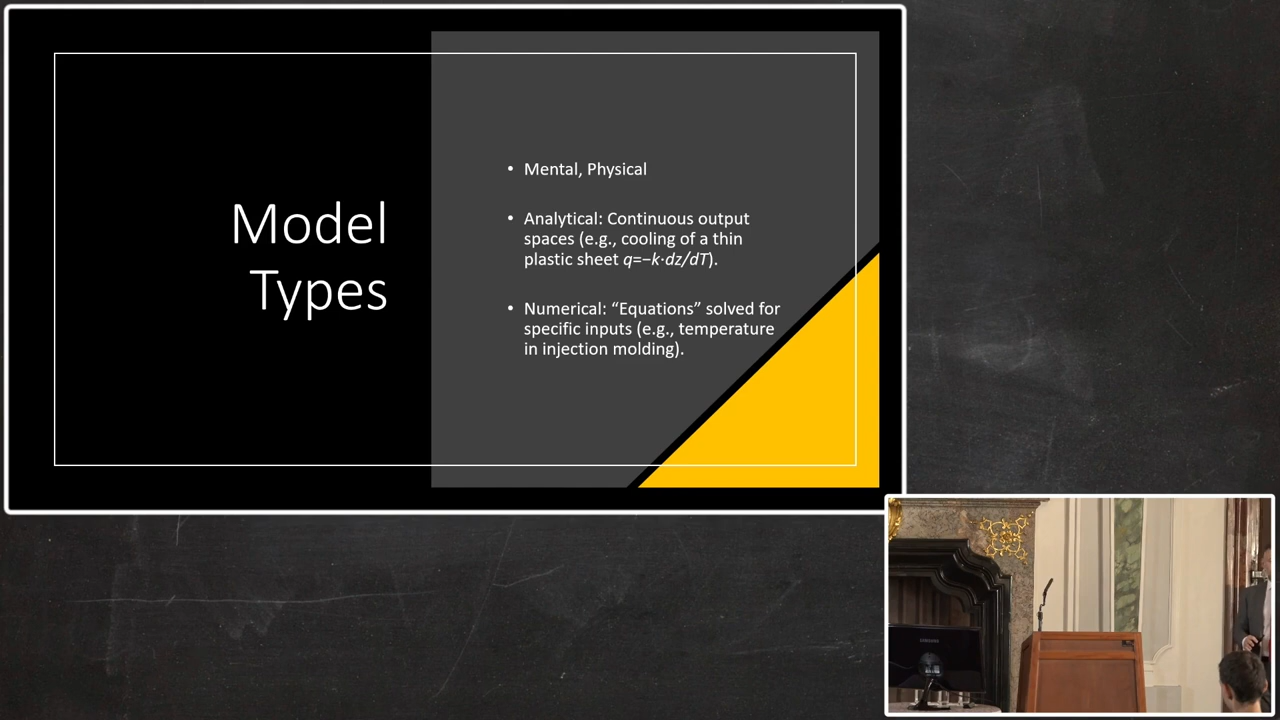 Model
Types
• Mental, Physical
• Analytical: Continuous output
spaces (e.g., cooling of a thin
plastic sheet q=−k·dz/dT).
• Numerical: “Equations” solved for
specific inputs (e.g., temperature
in injection molding).
SAMSUNG